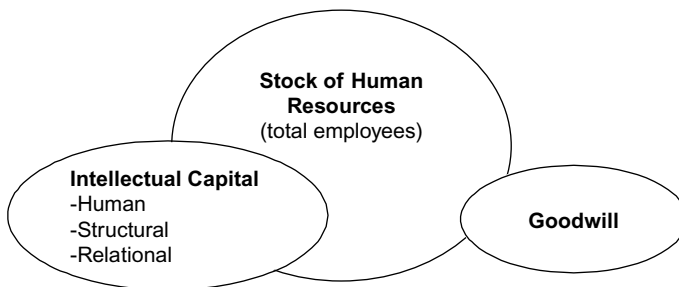 Stock of Human
Resources
(total employees)
Intellectual Capital
-Human
-Structural
-Relational
Goodwill